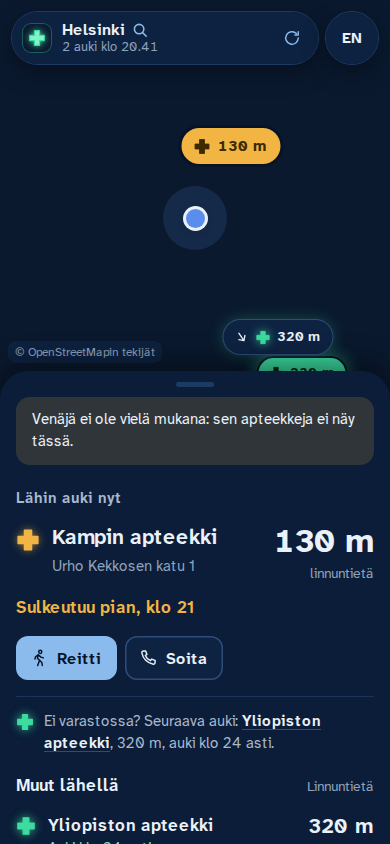 Helsinki
2 auki klo 20.41
EN
130 m
320 m
© OpenStreetMapin tekijät
Venäjä ei ole vielä mukana: sen apteekkeja ei näy
tässä.
Lähin auki nyt
Kampin apteekki
130 m
Urho Kekkosen katu 1
linnuntietä
Sulkeutuu pian, klo 21
Reitti
Soita
Ei varastossa? Seuraava auki: Yliopiston
apteekki, 320 m, auki klo 24 asti.
Muut lähellä
Linnuntietä
Yliopiston apteekki
320 m